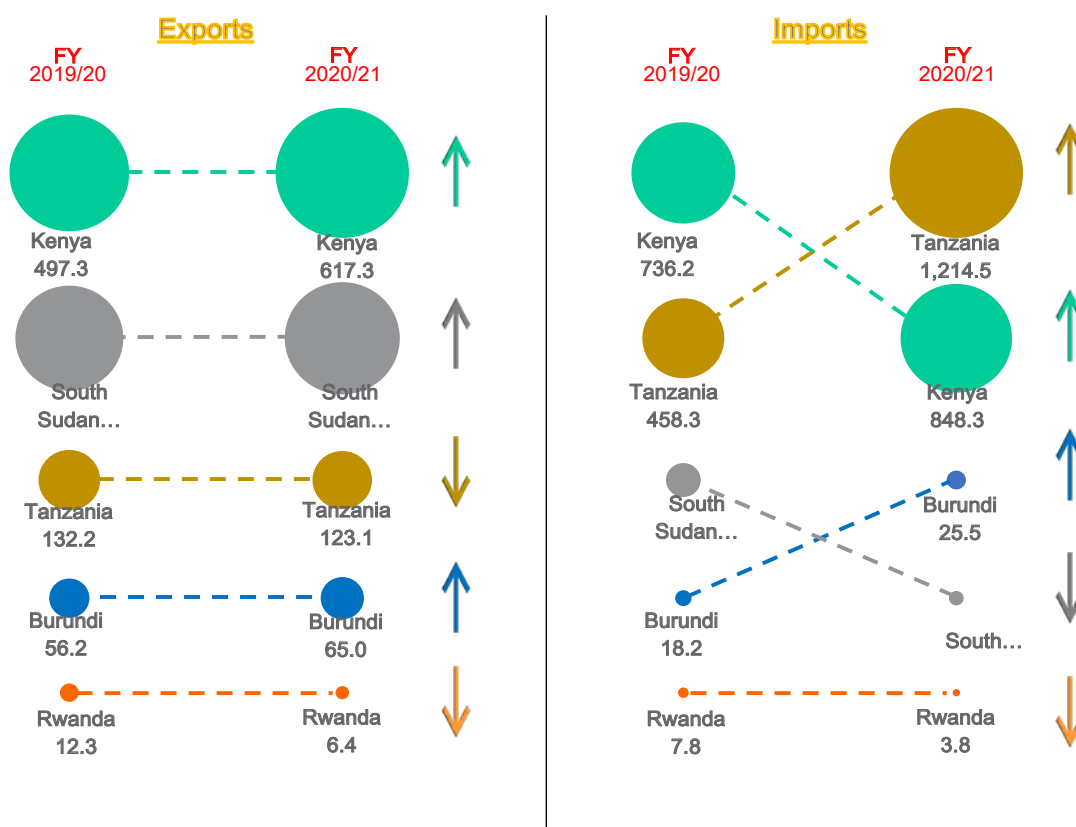 Exports
FY
2019/20
FY
2020/21
Kenya
497.3
Kenya
617.3
South
Sudan…
South
Sudan…
Tanzania
132.2
Tanzania
123.1
Burundi
56.2
Burundi
65.0
Rwanda
12.3
Rwanda
6.4
Imports
FY
2019/20
FY
2020/21
Kenya
736.2
Tanzania
1,214.5
Tanzania
458.3
Kenya
848.3
South
Sudan…
Burundi
25.5
Burundi
18.2
South…
Rwanda
7.8
Rwanda
3.8